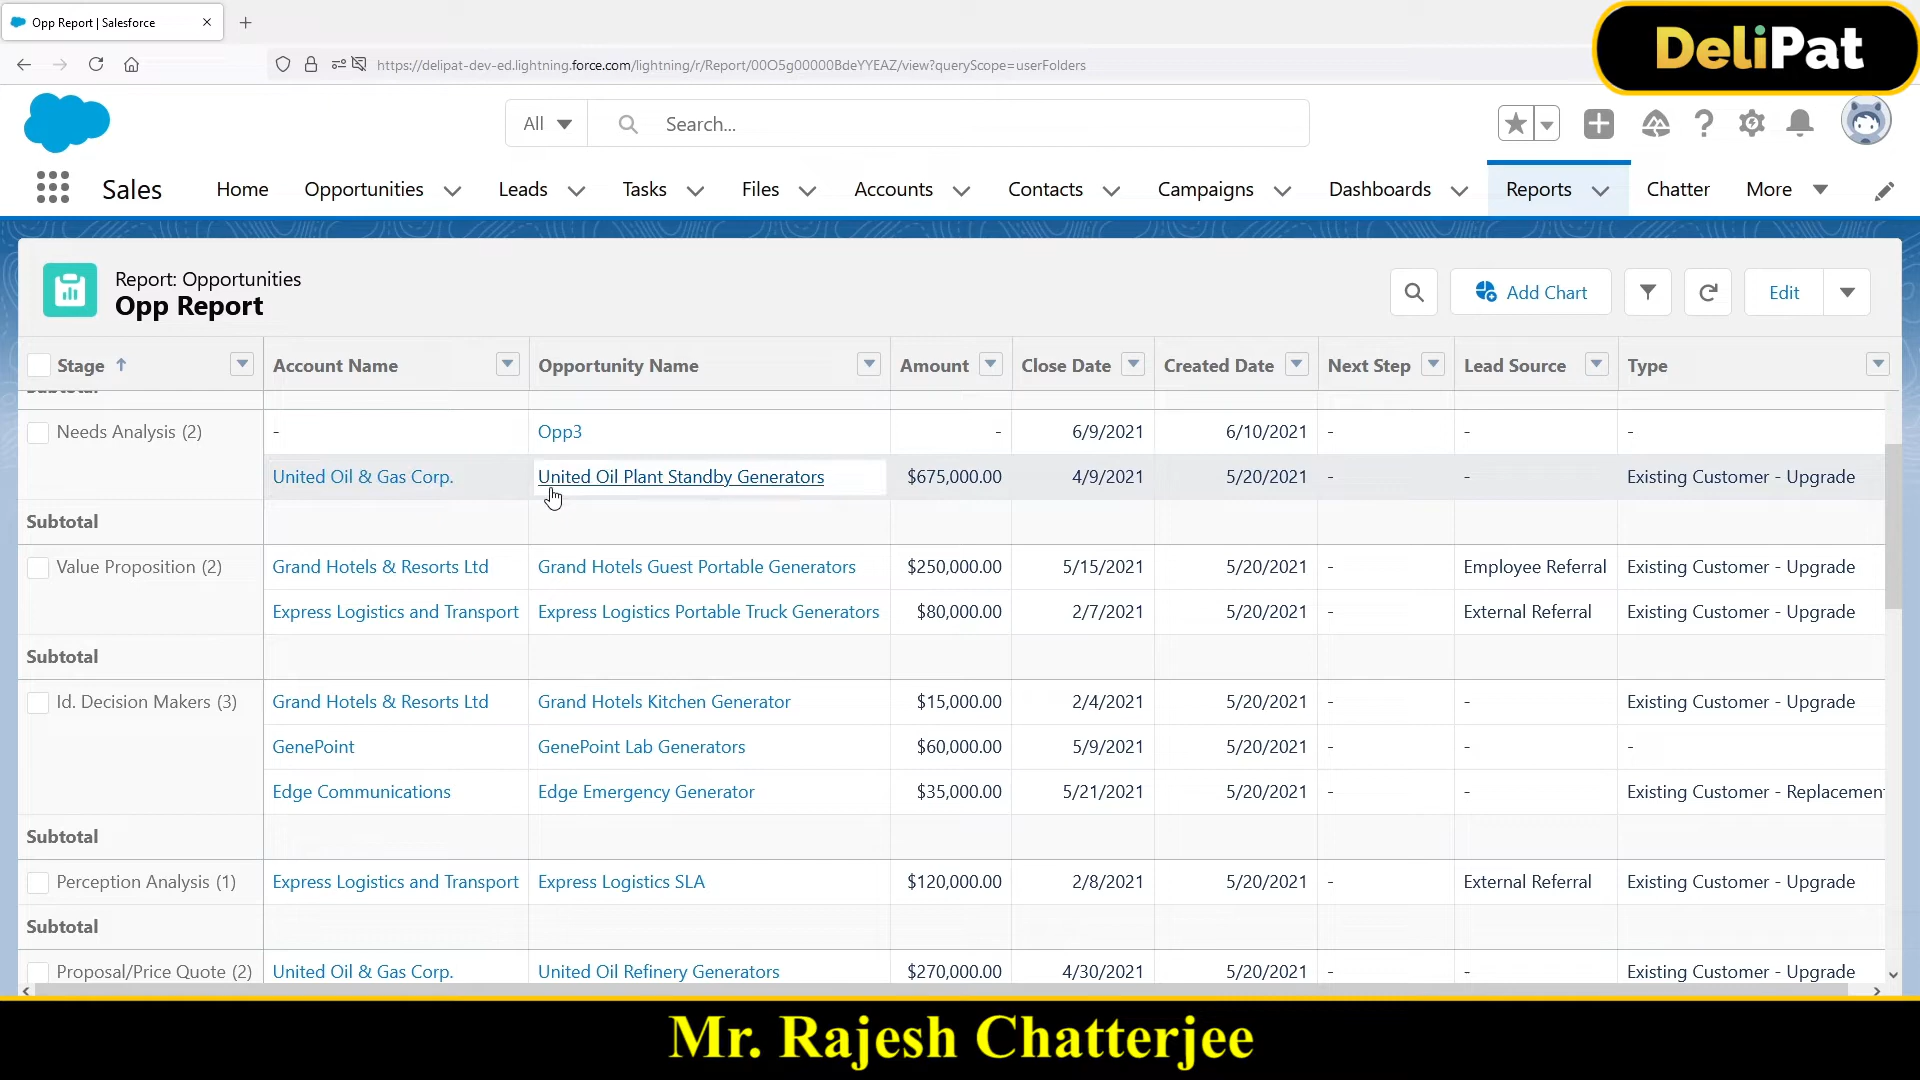 Opp Report | Salesforce
DeliPat
https://delipat-dev-ed.lightning.force.com/lightning/r/Report/00O5g00000BdeYYEAZ/view?queryScope=userFolders
All Search...
Sales Home Opportunities Leads Tasks Files Accounts Contacts Campaigns Dashboards Reports Chatter More
Report: Opportunities
Opp Report
Add Chart Edit
Stage Account Name Opportunity Name Amount Close Date Created Date Next Step Lead Source Type
Subtotal
Needs Analysis (2) - Opp3 - 6/9/2021 6/10/2021 - - -
United Oil & Gas Corp. United Oil Plant Standby Generators $675,000.00 4/9/2021 5/20/2021 - - Existing Customer - Upgrade
Subtotal
Value Proposition (2) Grand Hotels & Resorts Ltd Grand Hotels Guest Portable Generators $250,000.00 5/15/2021 5/20/2021 - Employee Referral Existing Customer - Upgrade
Express Logistics and Transport Express Logistics Portable Truck Generators $80,000.00 2/7/2021 5/20/2021 - External Referral Existing Customer - Upgrade
Subtotal
Id. Decision Makers (3) Grand Hotels & Resorts Ltd Grand Hotels Kitchen Generator $15,000.00 2/4/2021 5/20/2021 - - Existing Customer - Upgrade
GenePoint GenePoint Lab Generators $60,000.00 5/9/2021 5/20/2021 - - -
Edge Communications Edge Emergency Generator $35,000.00 5/21/2021 5/20/2021 - - Existing Customer - Replacement
Subtotal
Perception Analysis (1) Express Logistics and Transport Express Logistics SLA $120,000.00 2/8/2021 5/20/2021 - External Referral Existing Customer - Upgrade
Subtotal
Proposal/Price Quote (2) United Oil & Gas Corp. United Oil Refinery Generators $270,000.00 4/30/2021 5/20/2021 - - Existing Customer - Upgrade
Mr. Rajesh Chatterjee